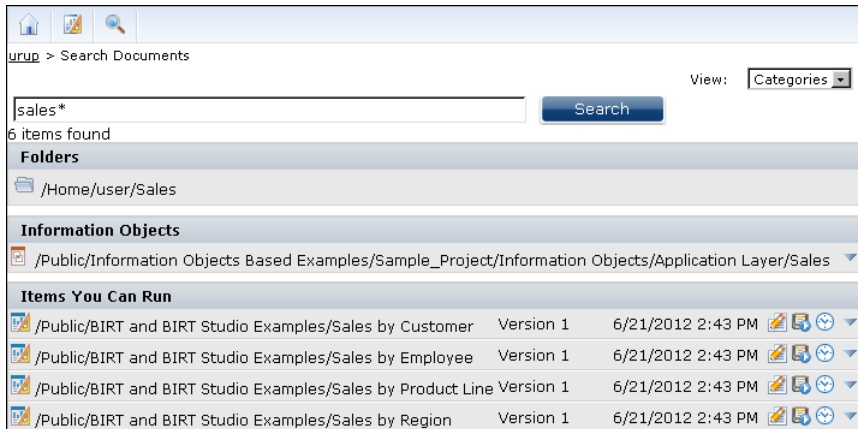 urup > Search Documents
View: Categories
sales*
Search
6 items found
Folders
/Home/user/Sales
Information Objects
/Public/Information Objects Based Examples/Sample_Project/Information Objects/Application Layer/Sales
Items You Can Run
/Public/BIRT and BIRT Studio Examples/Sales by Customer Version 1 6/21/2012 2:43 PM
/Public/BIRT and BIRT Studio Examples/Sales by Employee Version 1 6/21/2012 2:43 PM
/Public/BIRT and BIRT Studio Examples/Sales by Product Line Version 1 6/21/2012 2:43 PM
/Public/BIRT and BIRT Studio Examples/Sales by Region Version 1 6/21/2012 2:43 PM